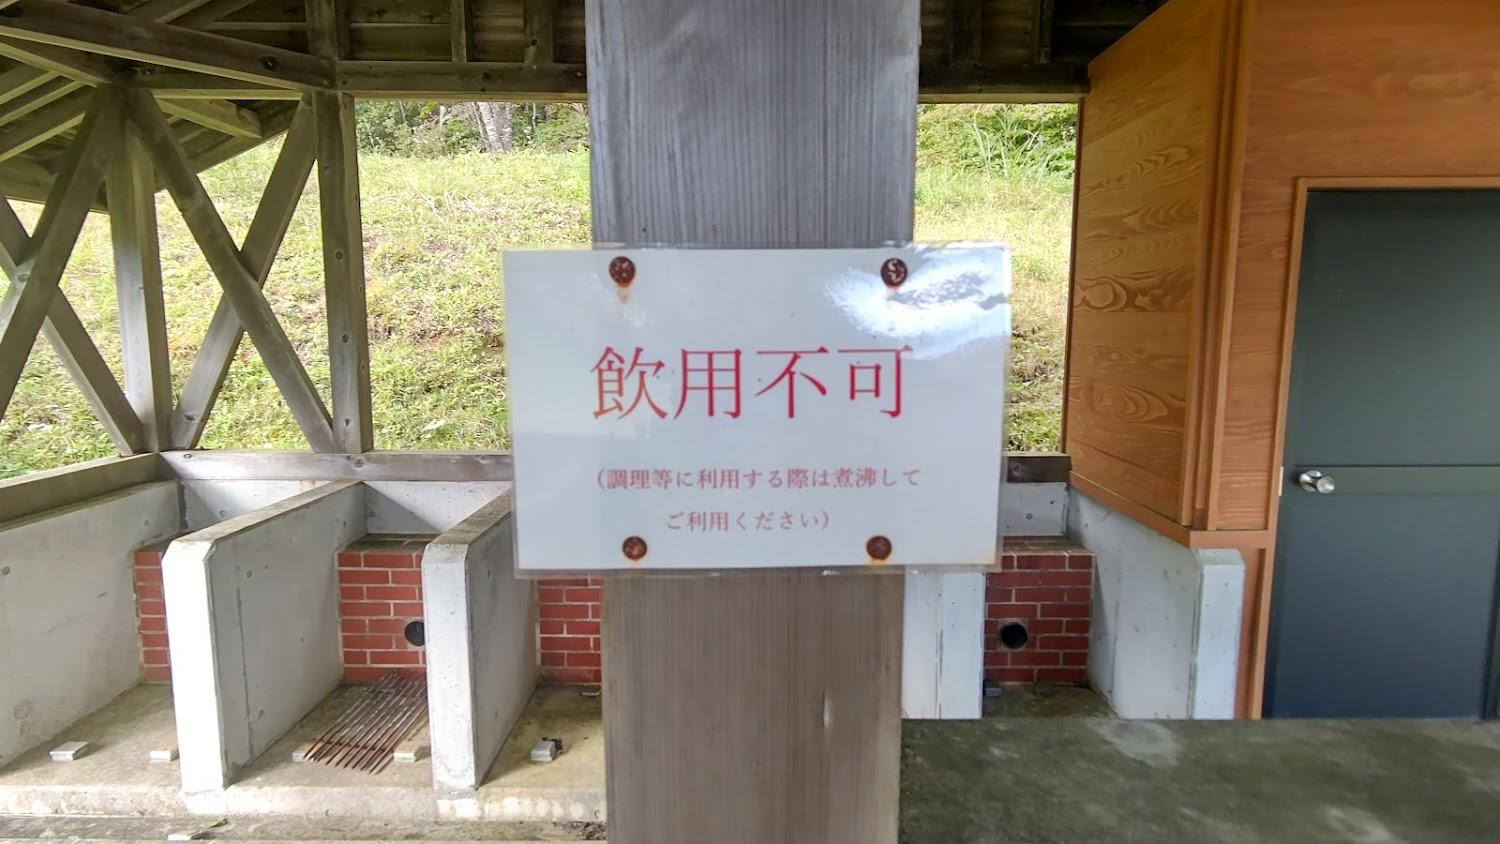 飲用不可
（調理等に利用する際は煮沸して
ご利用ください）